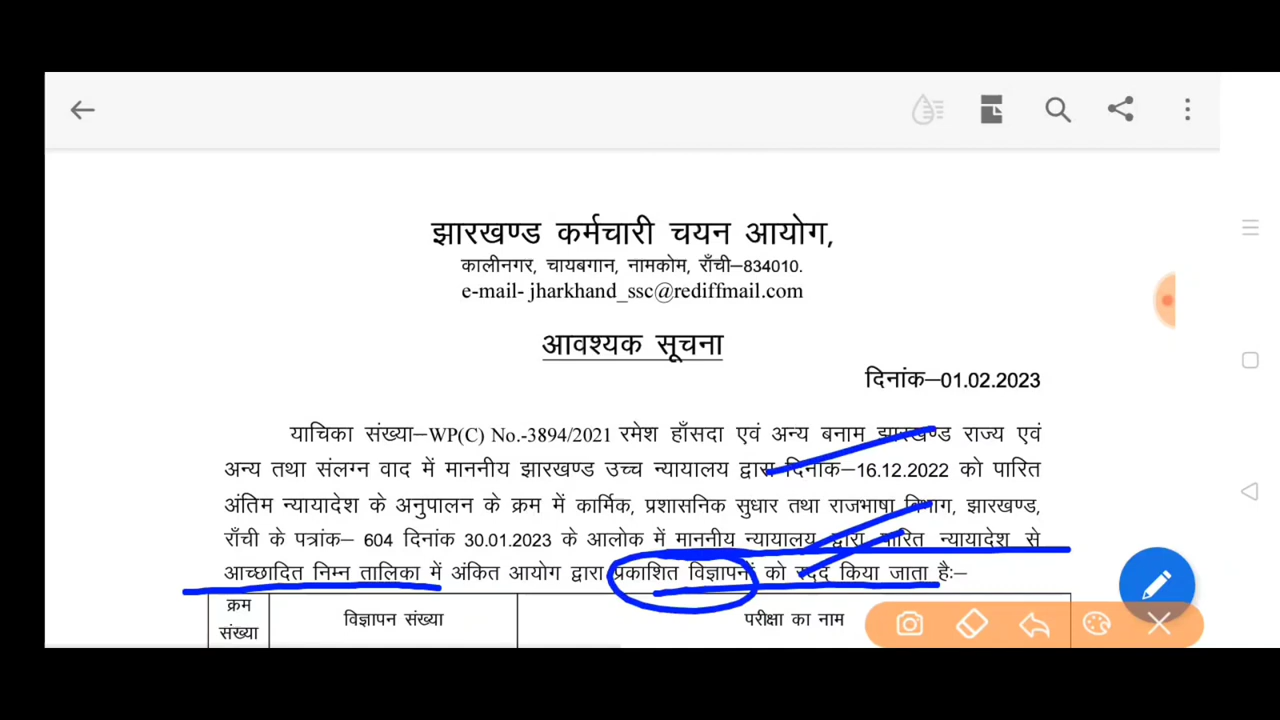 झारखण्ड कर्मचारी चयन आयोग,
कालीनगर, चायबगान, नामकोम, राँची–834010.
e-mail- jharkhand_ssc@rediffmail.com
आवश्यक सूचना
दिनांक–01.02.2023
याचिका संख्या–WP(C) No.-3894/2021 रमेश हाँसदा एवं अन्य बनाम झारखण्ड राज्य एवं
अन्य तथा संलग्न वाद में माननीय झारखण्ड उच्च न्यायालय द्वारा दिनांक–16.12.2022 को पारित
अंतिम न्यायादेश के अनुपालन के क्रम में कार्मिक, प्रशासनिक सुधार तथा राजभाषा विभाग, झारखण्ड,
राँची के पत्रांक– 604 दिनांक 30.01.2023 के आलोक में माननीय न्यायालय द्वारा पारित न्यायादेश से
आच्छादित निम्न तालिका में अंकित आयोग द्वारा प्रकाशित विज्ञापनों को रदद किया जाता है:–
क्रम संख्या विज्ञापन संख्या परीक्षा का नाम